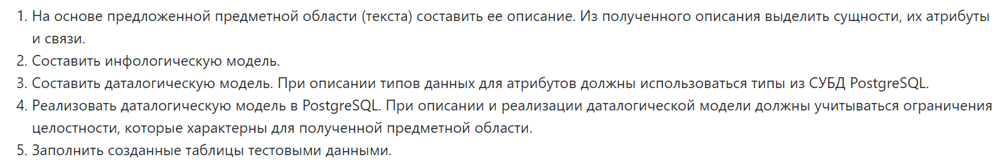 1. На основе предложенной предметной области (текста) составить ее описание. Из полученного описания выделить сущности, их атрибуты
и связи.
2. Составить инфологическую модель.
3. Составить даталогическую модель. При описании типов данных для атрибутов должны использоваться типы из СУБД PostgreSQL.
4. Реализовать даталогическую модель в PostgreSQL. При описании и реализации даталогической модели должны учитываться ограничения
целостности, которые характерны для полученной предметной области.
5. Заполнить созданные таблицы тестовыми данными.